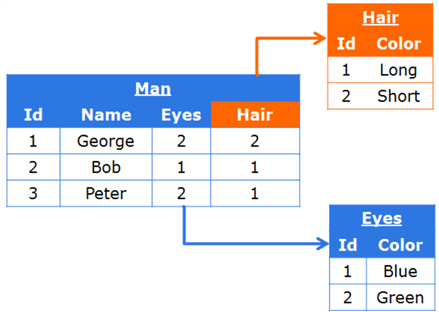 Hair
Id Color
1 Long
2 Short
Man
Id Name Eyes Hair
1 George 2 2
2 Bob 1 1
3 Peter 2 1
Eyes
Id Color
1 Blue
2 Green